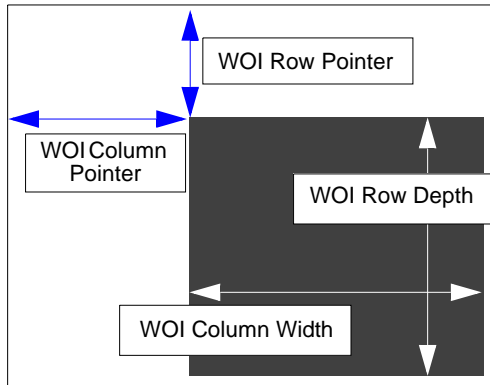 WOI Row Pointer
WOI Column
Pointer
WOI Row Depth
WOI Column Width